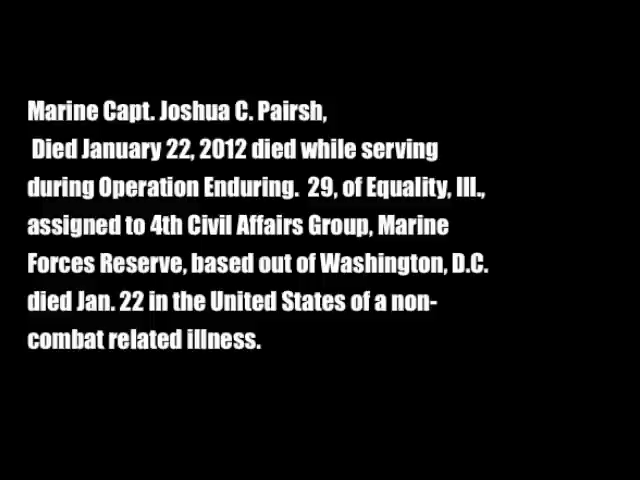 Marine Capt. Joshua C. Pairsh,
Died January 22, 2012 died while serving
during Operation Enduring.  29, of Equality, Ill.,
assigned to 4th Civil Affairs Group, Marine
Forces Reserve, based out of Washington, D.C.
died Jan. 22 in the United States of a non-
combat related illness.